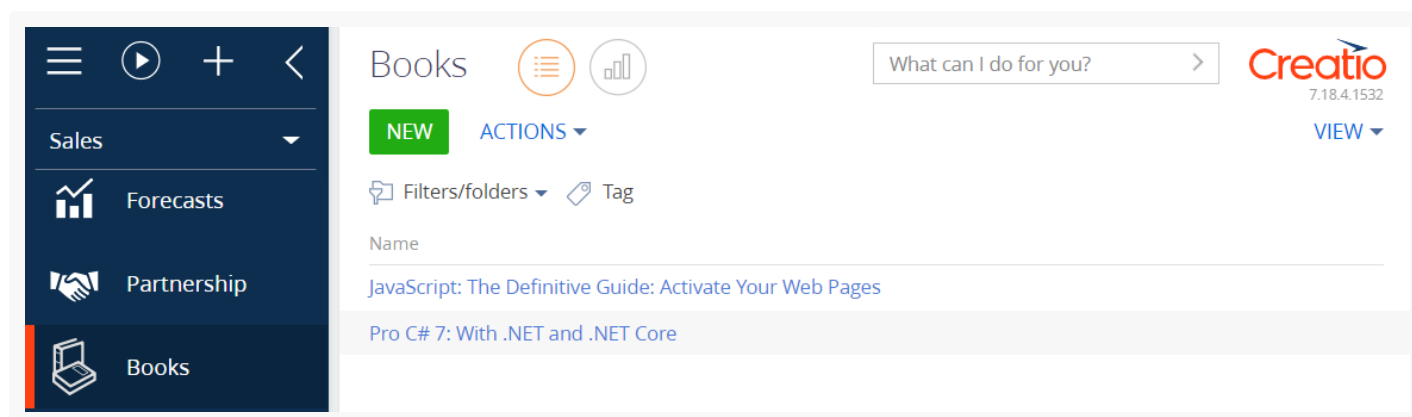 Books
What can I do for you?
Creatio
7.18.4.1532
Sales
NEW
ACTIONS
VIEW
Forecasts
Filters/folders
Tag
Name
Partnership
JavaScript: The Definitive Guide: Activate Your Web Pages
Pro C# 7: With .NET and .NET Core
Books